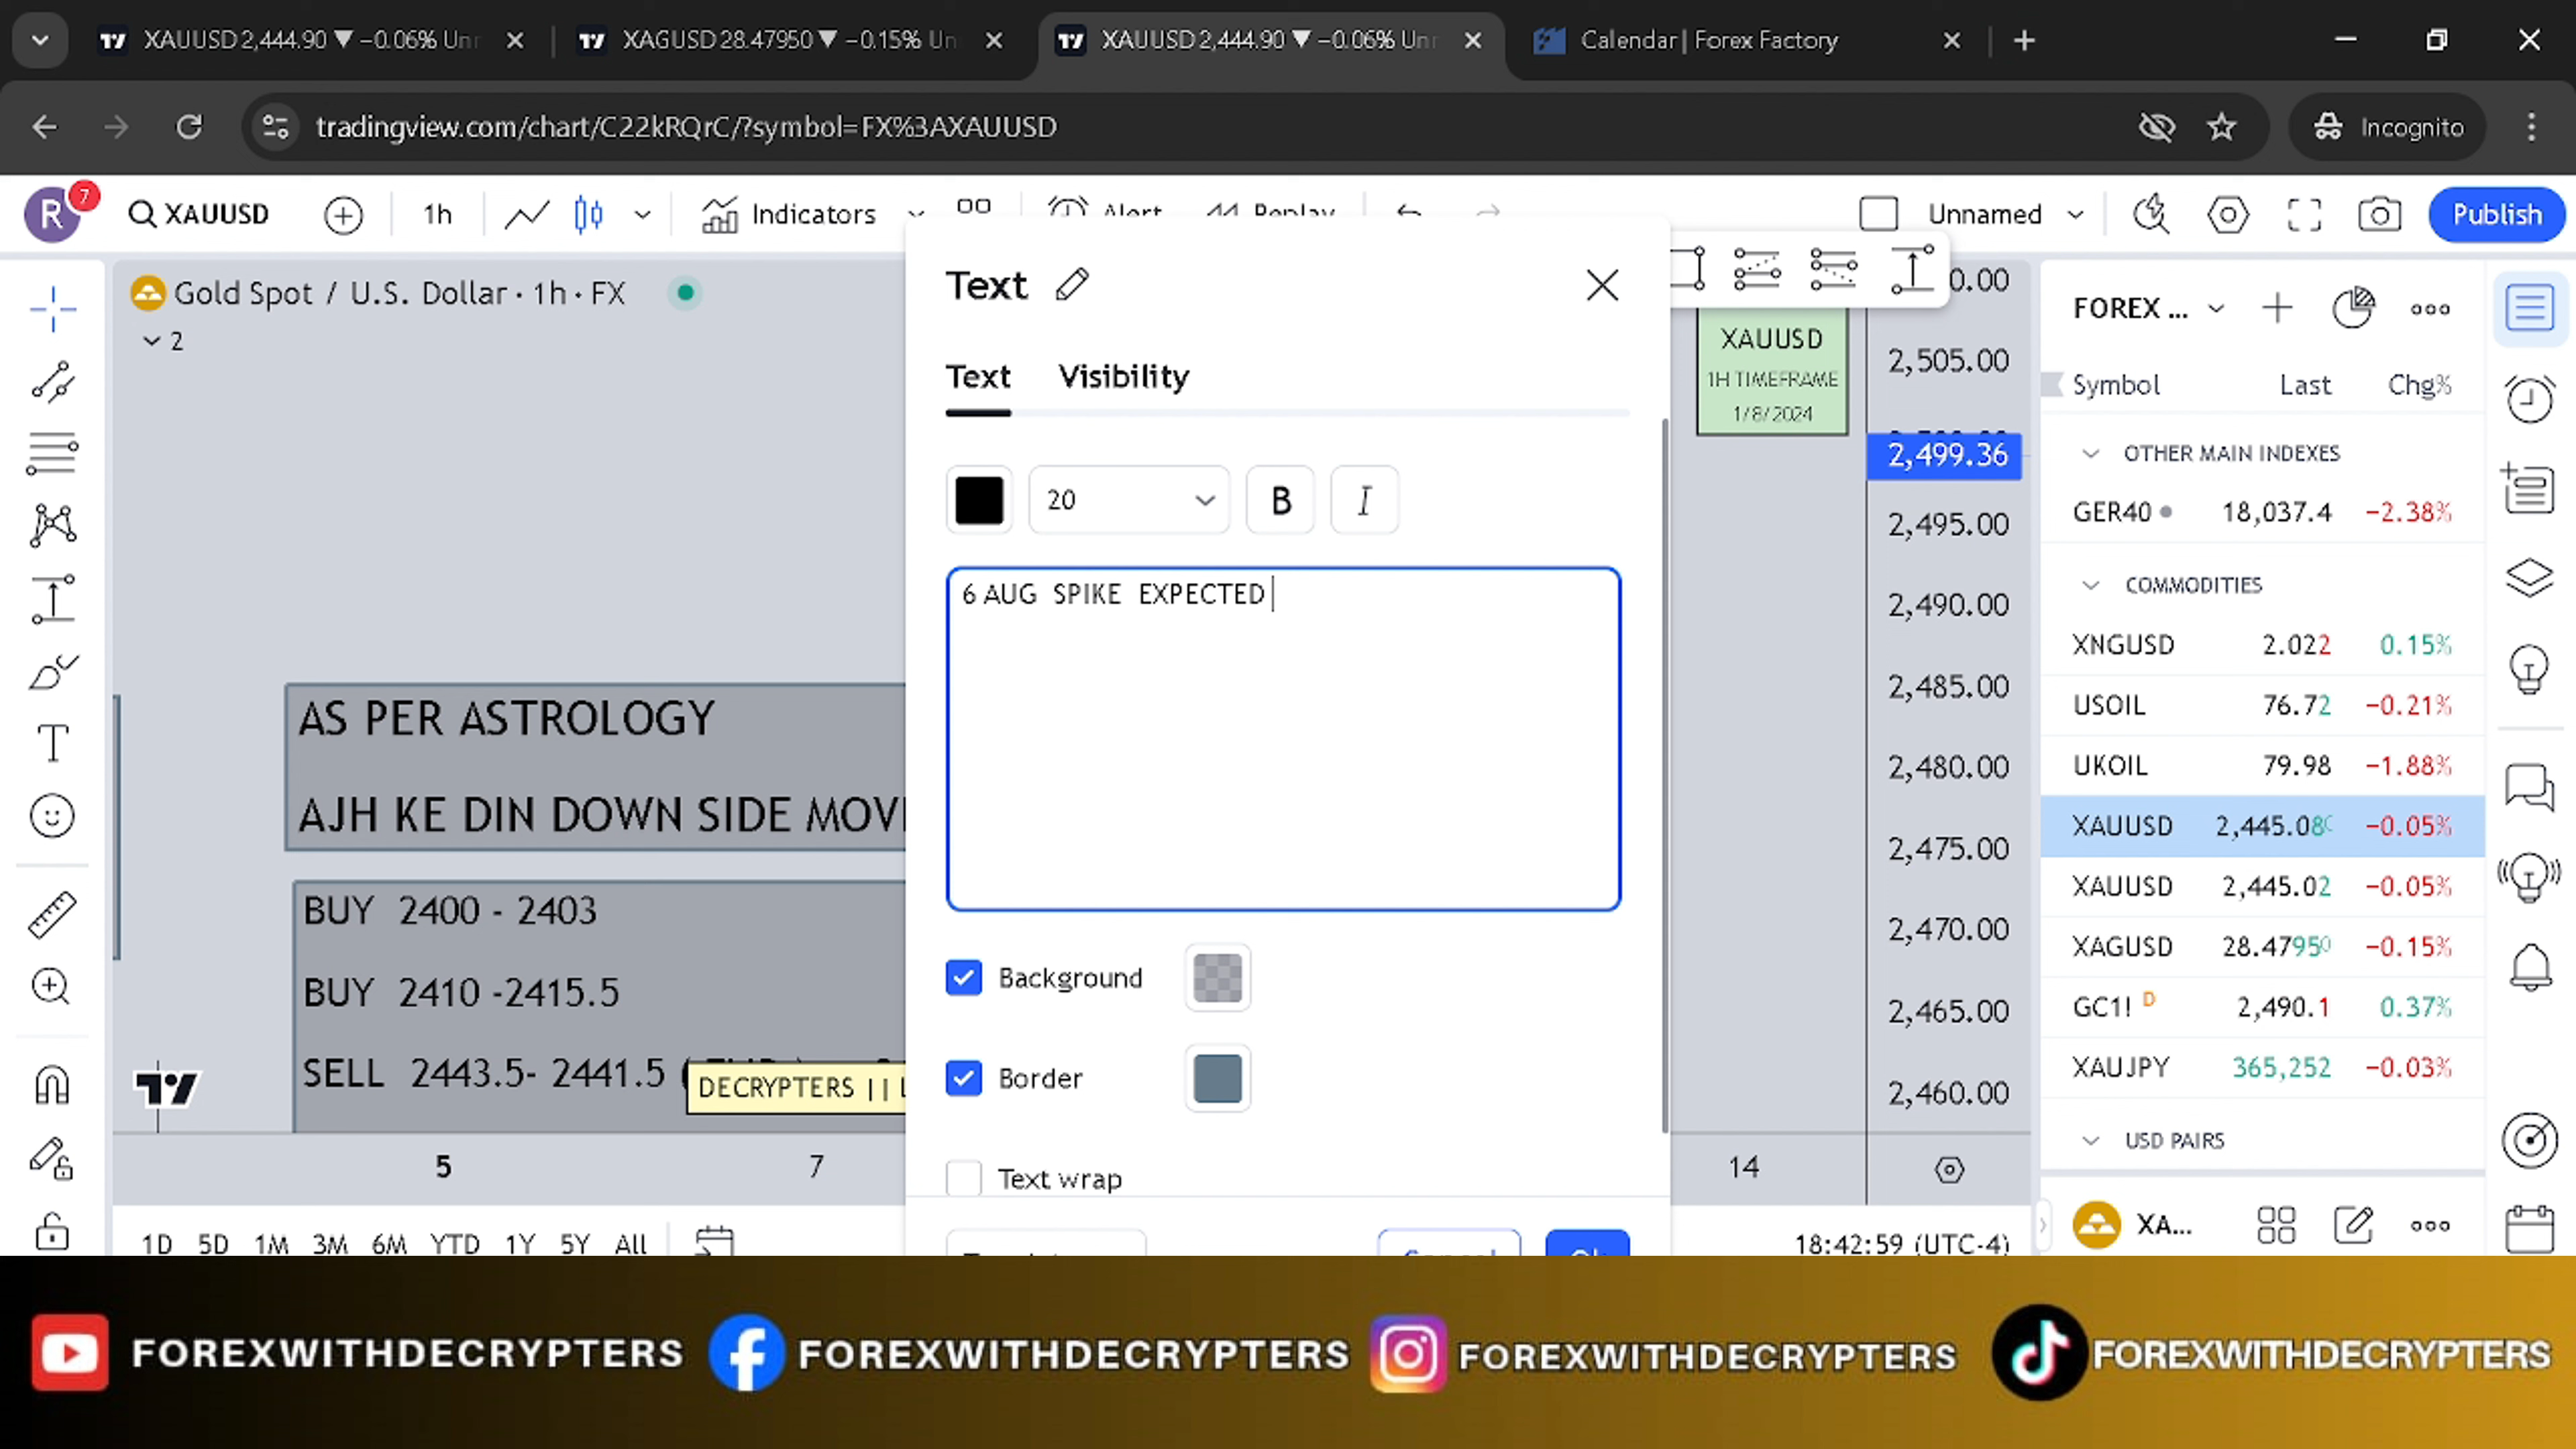 XAUUSD 2,444.90 ▼ −0.06% Un
XAGUSD 28.47950 ▼ −0.15% Un
XAUUSD 2,444.90 ▼ −0.06% Un
Calendar | Forex Factory
tradingview.com/chart/C22kRQrC/?symbol=FX%3AXAUUSD
Incognito
R
7
XAUUSD
1h
Indicators
Alert
Replay
Unnamed
Publish
Gold Spot / U.S. Dollar · 1h · FX
2
AS PER ASTROLOGY
AJH KE DIN DOWN SIDE MOV
BUY 2400 - 2403
BUY 2410 -2415.5
SELL 2443.5- 2441.5
DECRYPTERS ||
5
7
14
1D 5D 1M 3M 6M YTD 1Y 5Y All
18:42:59 (UTC-4)
Text
Text
Visibility
20
B
I
6 AUG SPIKE EXPECTED
Background
Border
Text wrap
Cancel
Ok
XAUUSD
1H TIMEFRAME
1/8/2024
0.00
2,505.00
2,499.36
2,495.00
2,490.00
2,485.00
2,480.00
2,475.00
2,470.00
2,465.00
2,460.00
FOREX ...
Symbol Last Chg%
OTHER MAIN INDEXES
GER40 18,037.4 −2.38%
COMMODITIES
XNGUSD 2.022 0.15%
USOIL 76.72 −0.21%
UKOIL 79.98 −1.88%
XAUUSD 2,445.08 −0.05%
XAUUSD 2,445.02 −0.05%
XAGUSD 28.47950 −0.15%
GC1! D 2,490.1 0.37%
XAUJPY 365,252 −0.03%
USD PAIRS
XA...
FOREXWITHDECRYPTERS
FOREXWITHDECRYPTERS
FOREXWITHDECRYPTERS
FOREXWITHDECRYPTERS